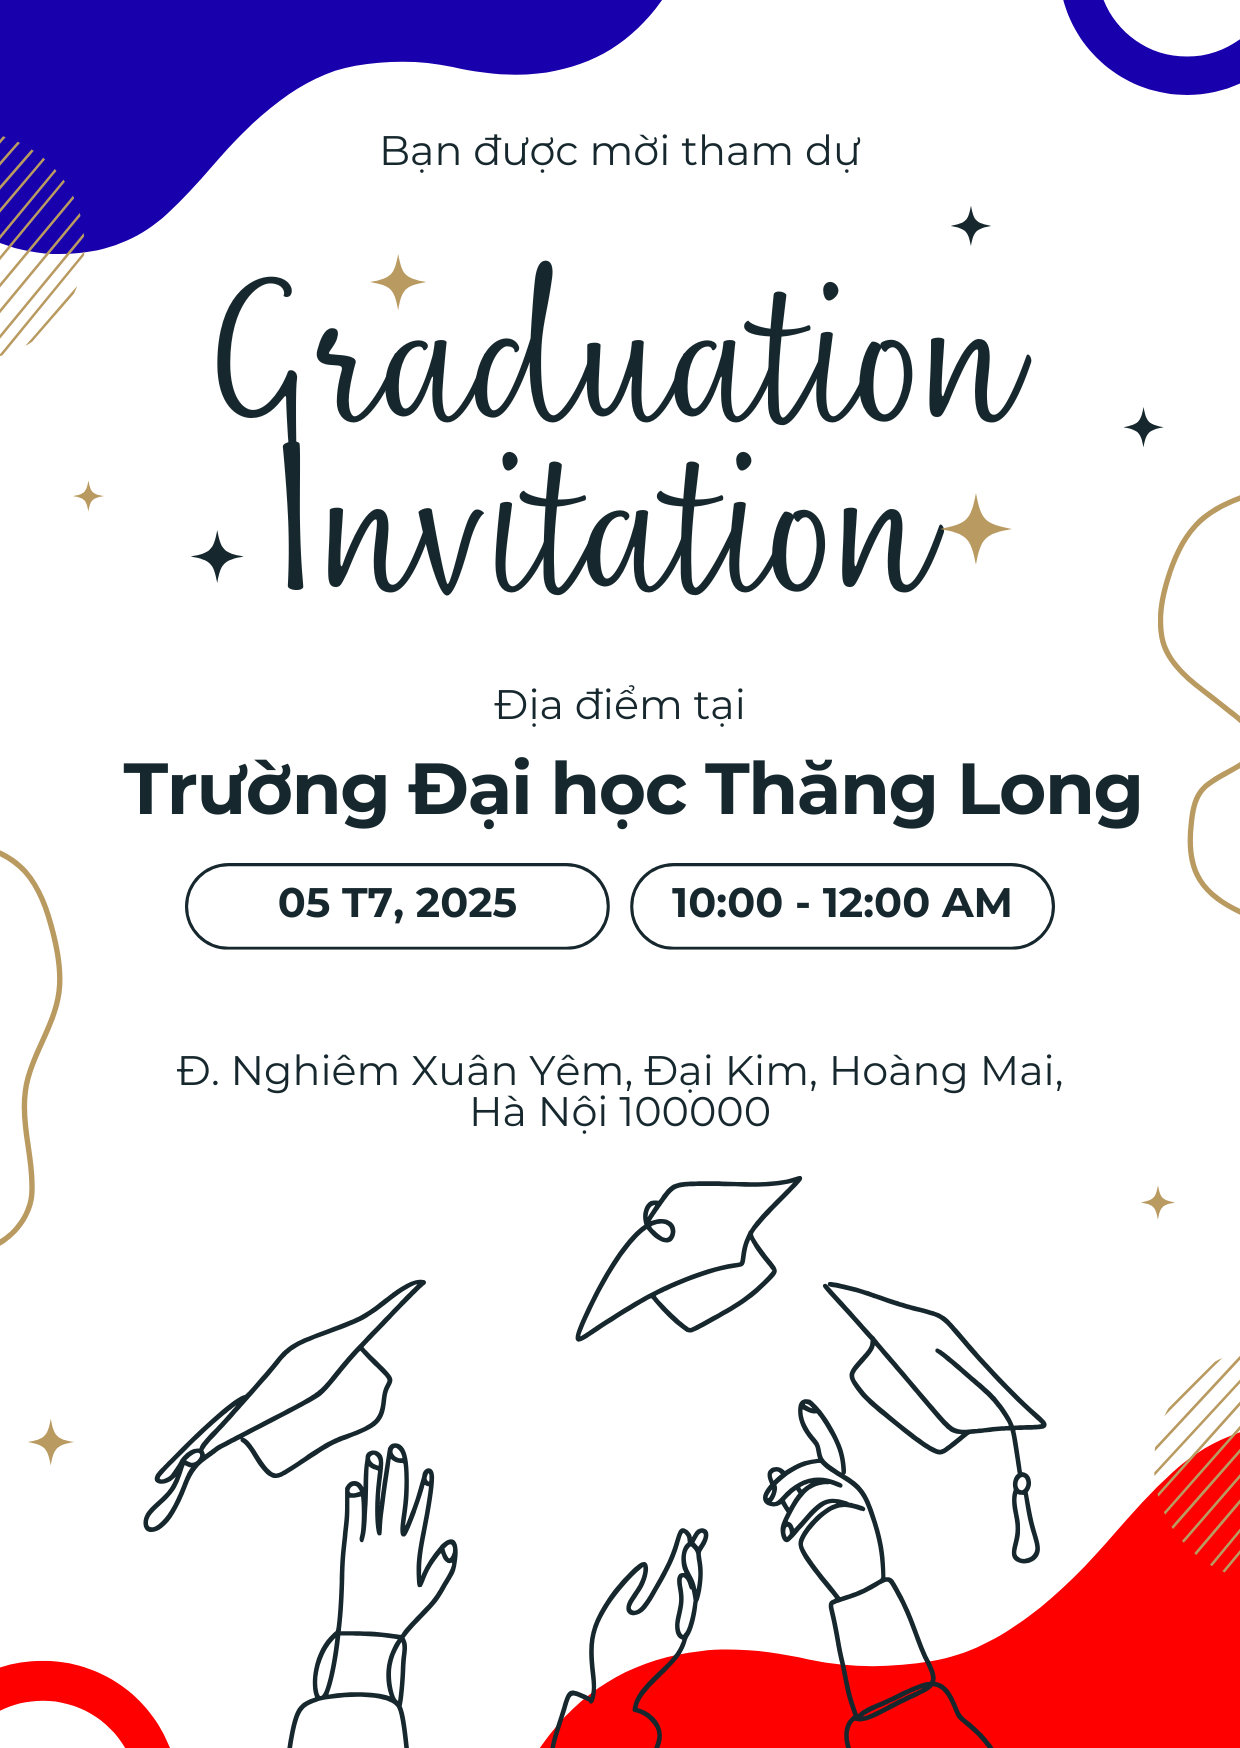 Bạn được mời tham dự
Graduation
Invitation
Địa điểm tại
Trường Đại học Thăng Long
05 T7, 2025
10:00 - 12:00 AM
Đ. Nghiêm Xuân Yêm, Đại Kim, Hoàng Mai,
Hà Nội 100000